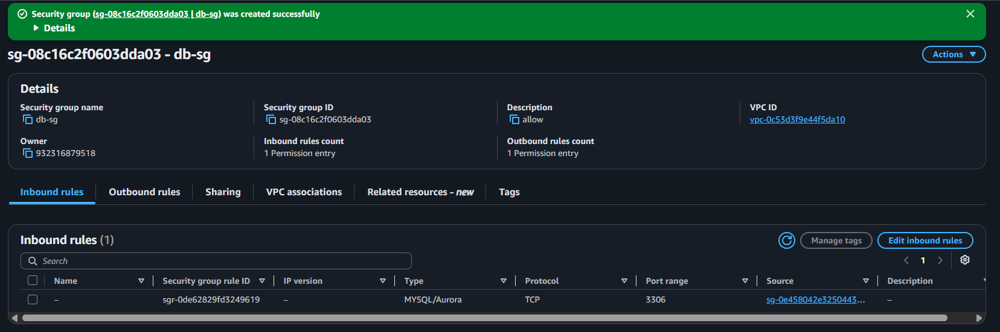 Security group (sg-08c16c2f0603dda03 | db-sg) was created successfully
Details
sg-08c16c2f0603dda03 - db-sg
Actions
Details
Security group name
db-sg
Security group ID
sg-08c16c2f0603dda03
Description
allow
VPC ID
vpc-0c53d3f9e44f5da10
Owner
932316879518
Inbound rules count
1 Permission entry
Outbound rules count
1 Permission entry
Inbound rules Outbound rules Sharing VPC associations Related resources - new Tags
Inbound rules (1)
Manage tags
Edit inbound rules
Search
1
Name Security group rule ID IP version Type Protocol Port range Source Description
– sgr-0de62829fd3249619 – MYSQL/Aurora TCP 3306 sg-0e458042e3250443... –